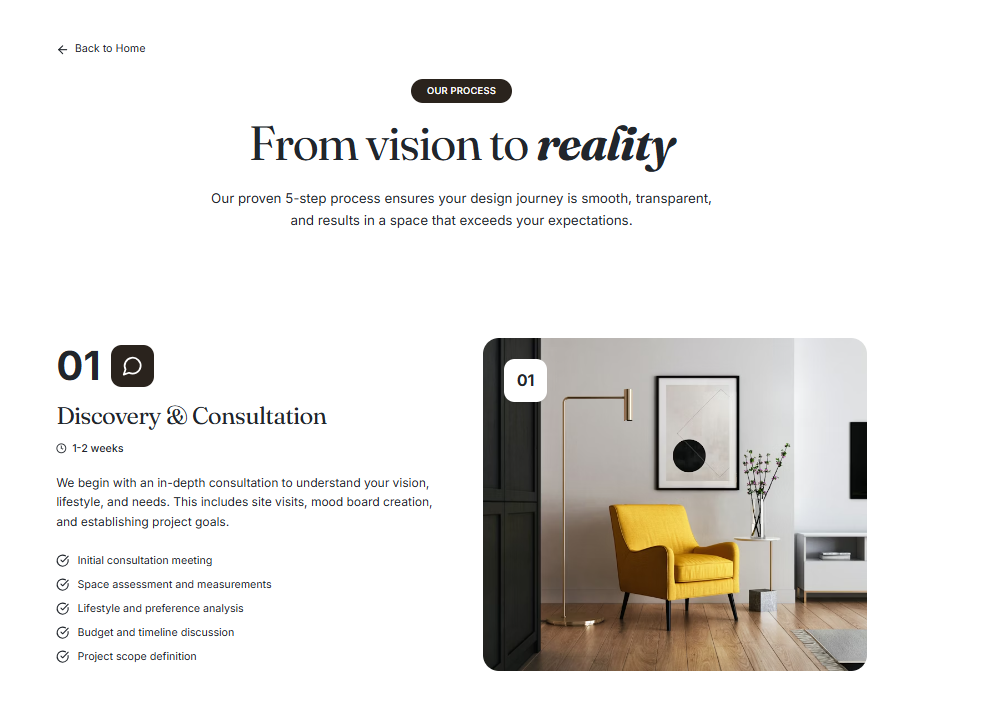 Back to Home
OUR PROCESS
From vision to reality
Our proven 5-step process ensures your design journey is smooth, transparent,
and results in a space that exceeds your expectations.
01
Discovery & Consultation
1-2 weeks
We begin with an in-depth consultation to understand your vision,
lifestyle, and needs. This includes site visits, mood board creation,
and establishing project goals.
Initial consultation meeting
Space assessment and measurements
Lifestyle and preference analysis
Budget and timeline discussion
Project scope definition
01